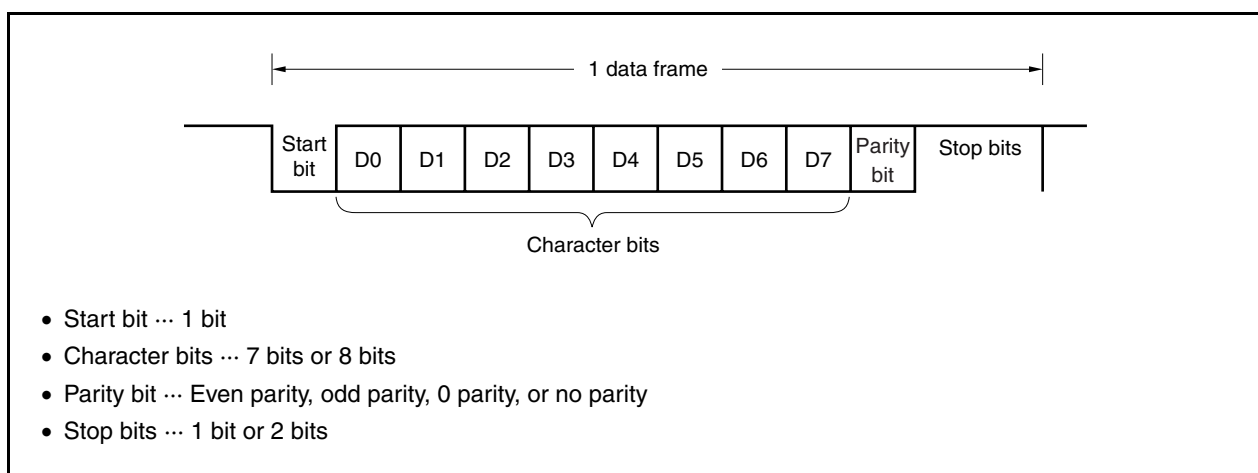 1 data frame
Start bit D0 D1 D2 D3 D4 D5 D6 D7 Parity bit Stop bits
Character bits
• Start bit ··· 1 bit
• Character bits ··· 7 bits or 8 bits
• Parity bit ··· Even parity, odd parity, 0 parity, or no parity
• Stop bits ··· 1 bit or 2 bits